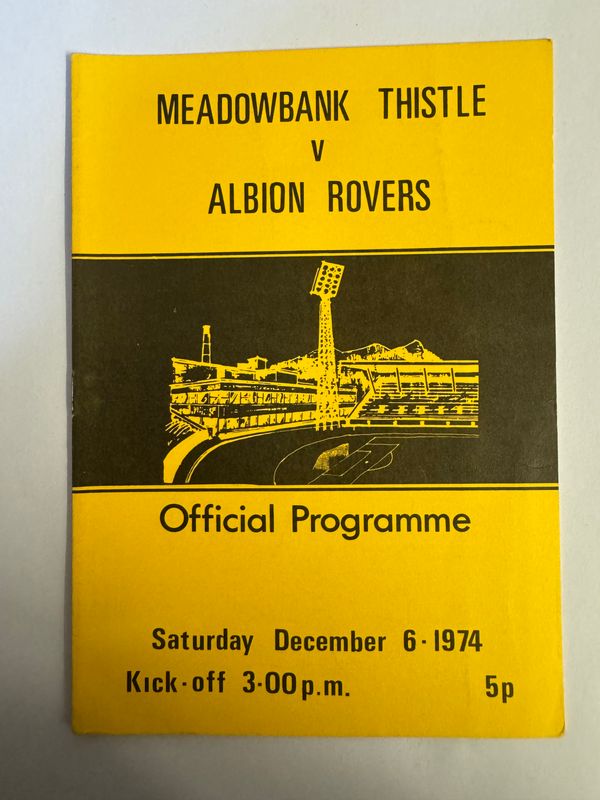 MEADOWBANK THISTLE
V
ALBION ROVERS
Official Programme
Saturday December 6·1974
Kick-off 3·00 p.m. 5p